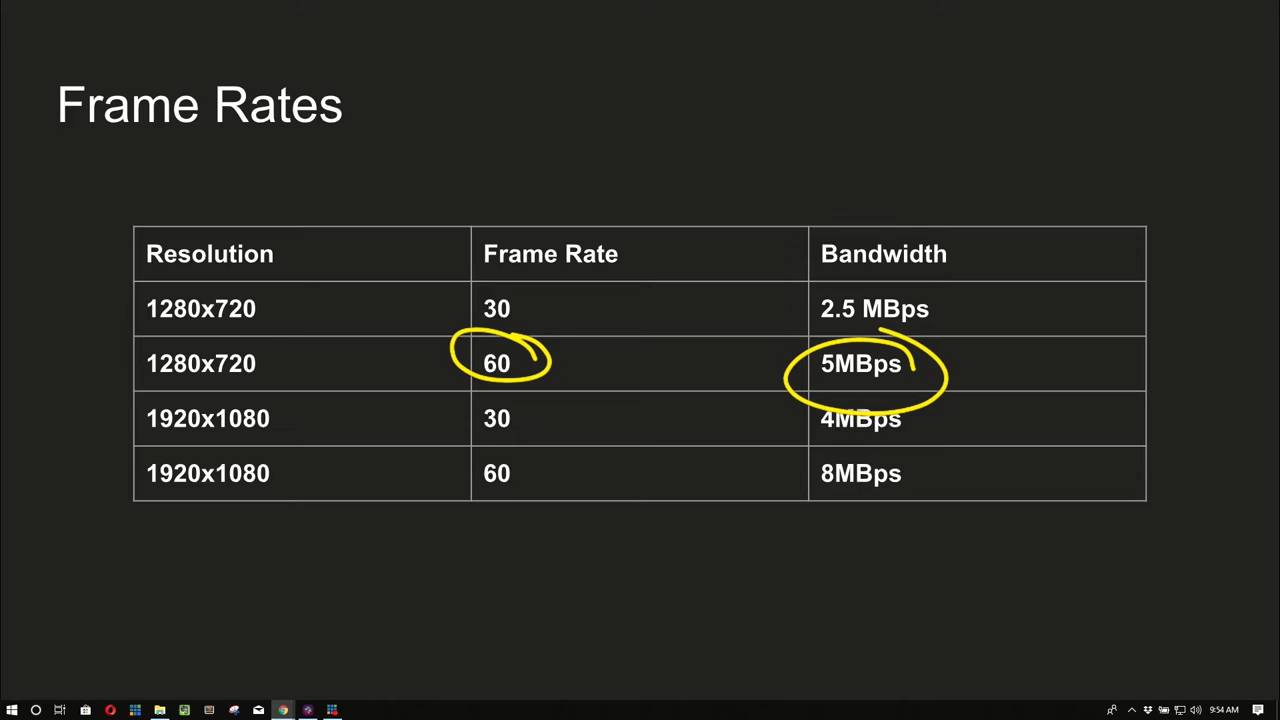 Frame Rates
Resolution Frame Rate Bandwidth
1280x720 30 2.5 MBps
1280x720 60 5MBps
1920x1080 30 4MBps
1920x1080 60 8MBps
9:54 AM